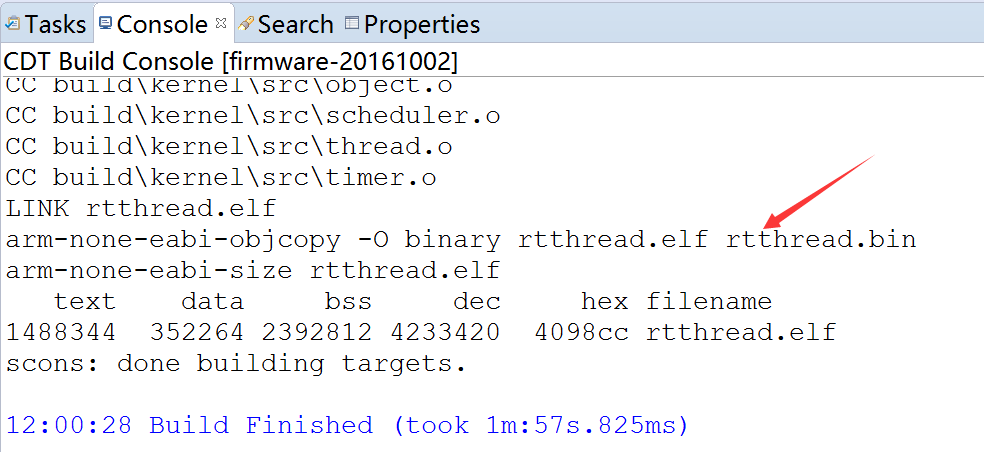 Tasks Console Search Properties
CDT Build Console [firmware-20161002]
CC build\kernel\src\object.o
CC build\kernel\src\scheduler.o
CC build\kernel\src\thread.o
CC build\kernel\src\timer.o
LINK rtthread.elf
arm-none-eabi-objcopy -O binary rtthread.elf rtthread.bin
arm-none-eabi-size rtthread.elf
   text    data     bss     dec     hex filename
1488344  352264 2392812 4233420  4098cc rtthread.elf
scons: done building targets.
12:00:28 Build Finished (took 1m:57s.825ms)